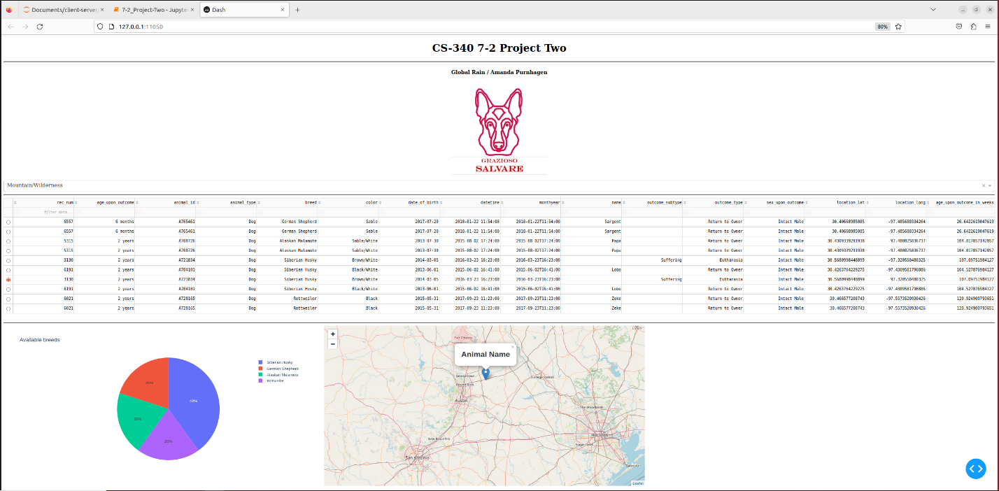 Documents/client-server
7-2_Project-Two - Jupyte
Dash
127.0.0.1:11050
80%
CS-340 7-2 Project Two
Global Rain / Amanda Purnhagen
GRAZIOSO
SALVARE
Mountain/Wilderness
rec_num age_upon_outcome animal_id animal_type breed color date_of_birth datetime monthyear name outcome_subtype outcome_type sex_upon_outcome location_lat location_long age_upon_outcome_in_weeks
filter data...
6557 6 months A765461 Dog German Shepherd Sable 2017-07-20 2018-01-22 11:54:00 2018-01-22T11:54:00 Sargent Return to Owner Intact Male 30.40668985085 -97.485680334264 26.6422619047619
6557 6 months A765461 Dog German Shepherd Sable 2017-07-20 2018-01-22 11:54:00 2018-01-22T11:54:00 Sargent Return to Owner Intact Male 30.40668985085 -97.485680334264 26.6422619047619
5315 2 years A708726 Dog Alaskan Malamute Sable/White 2013-07-30 2015-08-02 17:24:00 2015-08-02T17:24:00 Papa Return to Owner Intact Male 30.4309339291938 -97.480825836737 104.817857142857
5315 2 years A708726 Dog Alaskan Malamute Sable/White 2013-07-30 2015-08-02 17:24:00 2015-08-02T17:24:00 Papa Return to Owner Intact Male 30.4309339291938 -97.480825836737 104.817857142857
3130 2 years A721834 Dog Siberian Husky Brown/White 2014-03-05 2016-03-23 16:23:00 2016-03-23T16:23:00 Suffering Euthanasia Intact Male 30.5680998448899 -97.320550480325 107.09751984127
6191 2 years A704101 Dog Siberian Husky Black/White 2013-06-01 2015-06-02 16:41:00 2015-06-02T16:41:00 Lobo Return to Owner Intact Male 30.4263764229275 -97.4309581796886 104.527876984127
3130 2 years A721834 Dog Siberian Husky Brown/White 2014-03-05 2016-03-23 16:23:00 2016-03-23T16:23:00 Suffering Euthanasia Intact Male 30.5680998448899 -97.320550480325 107.09751984127
6191 2 years A704101 Dog Siberian Husky Black/White 2013-06-01 2015-06-02 16:41:00 2015-06-02T16:41:00 Lobo Return to Owner Intact Male 30.4263764229275 -97.4309581796886 104.527876984127
6021 2 years A728165 Dog Rottweiler Black 2015-05-31 2017-09-23 11:23:00 2017-09-23T11:23:00 Zeke Return to Owner Intact Male 30.466577208743 -97.5573520930426 120.924900793651
6021 2 years A728165 Dog Rottweiler Black 2015-05-31 2017-09-23 11:23:00 2017-09-23T11:23:00 Zeke Return to Owner Intact Male 30.466577208743 -97.5573520930426 120.924900793651
Available breeds
Siberian Husky
German Shepherd
Alaskan Malamute
Rottweiler
20%
40%
20%
20%
+
−
Animal Name
Georgetown
Round Rock
College Station
Austin
The Woodlands
New Braunfels
Houston
Sugar Land
San Antonio
Galveston
Leaflet